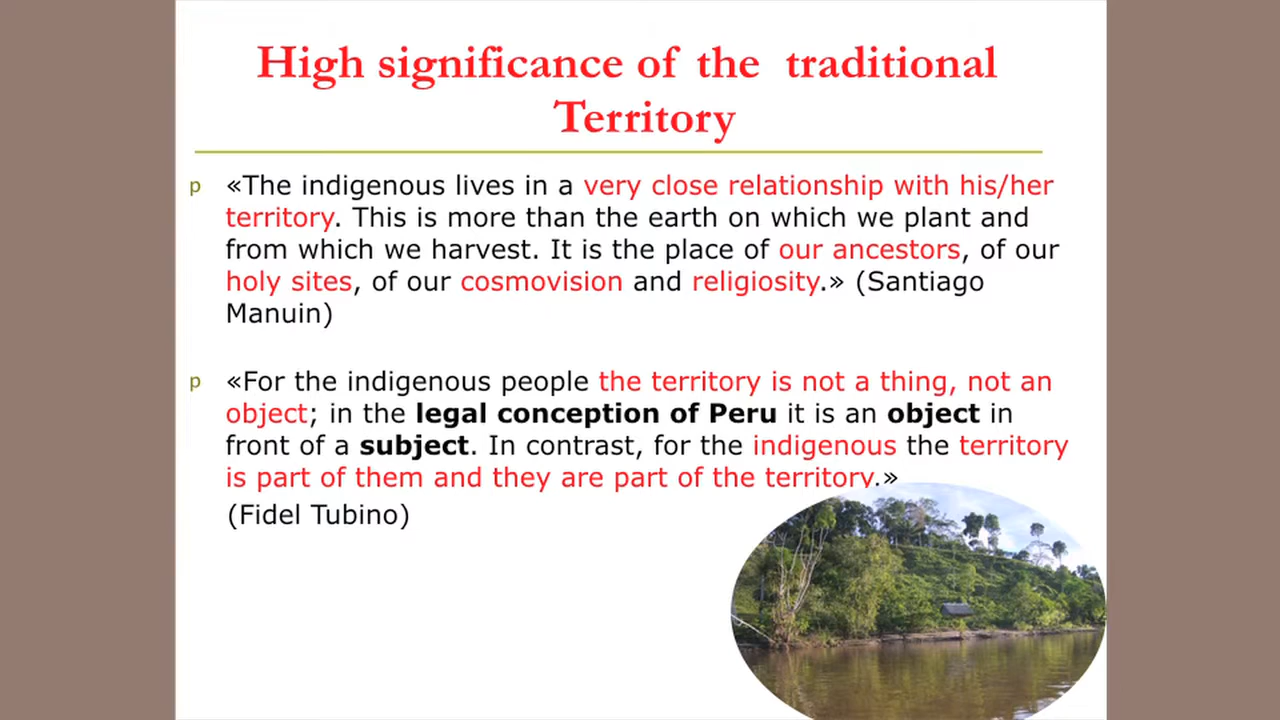 High significance of the traditional
Territory
p «The indigenous lives in a very close relationship with his/her
territory. This is more than the earth on which we plant and
from which we harvest. It is the place of our ancestors, of our
holy sites, of our cosmovision and religiosity.» (Santiago
Manuin)
p «For the indigenous people the territory is not a thing, not an
object; in the legal conception of Peru it is an object in
front of a subject. In contrast, for the indigenous the territory
is part of them and they are part of the territory.»
(Fidel Tubino)